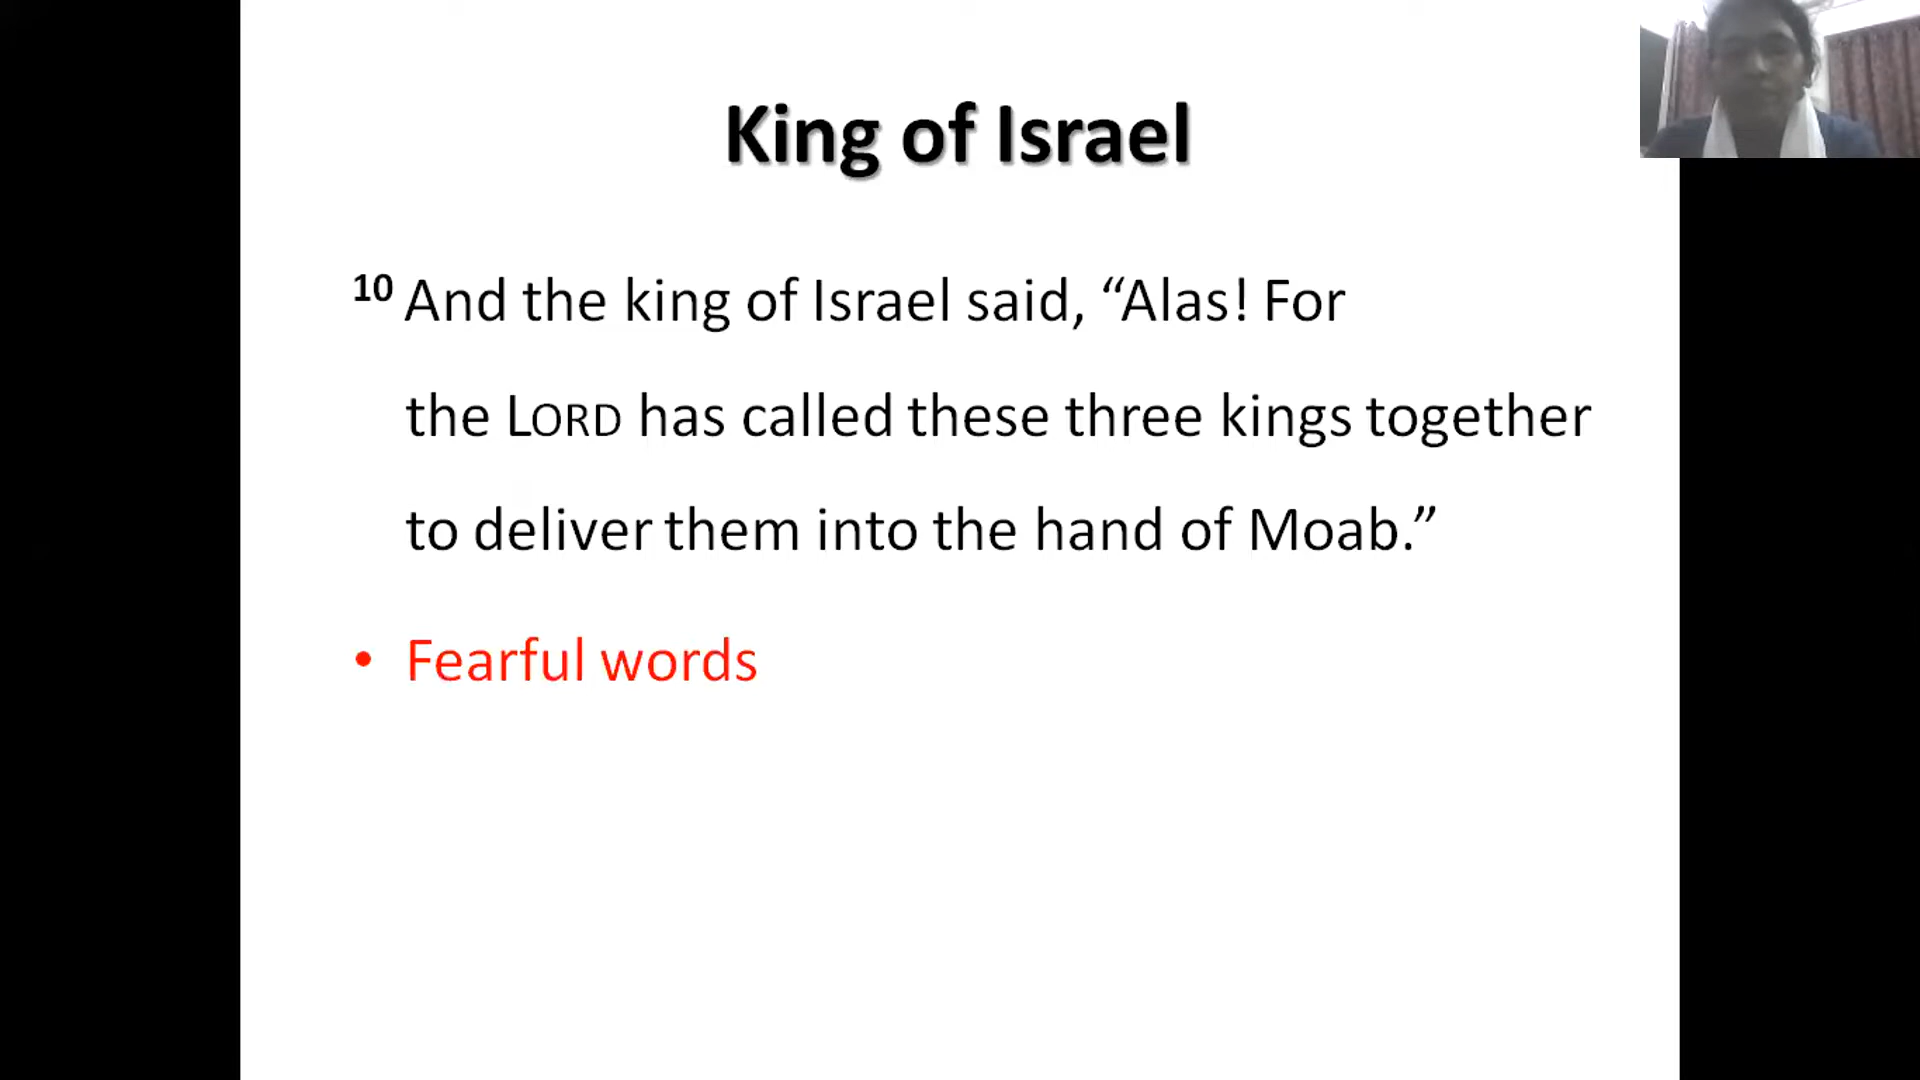 King of Israel
10 And the king of Israel said, “Alas! For
the LORD has called these three kings together
to deliver them into the hand of Moab.”
• Fearful words